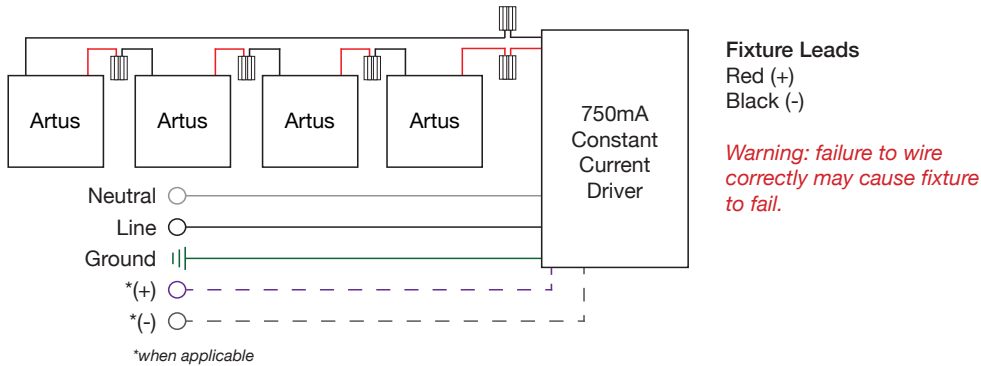 Artus
Artus
Artus
Artus
750mA
Constant
Current
Driver
Fixture Leads
Red (+)
Black (-)
Warning: failure to wire
correctly may cause fixture
to fail.
Neutral
Line
Ground
*(+)
*(-)
*when applicable